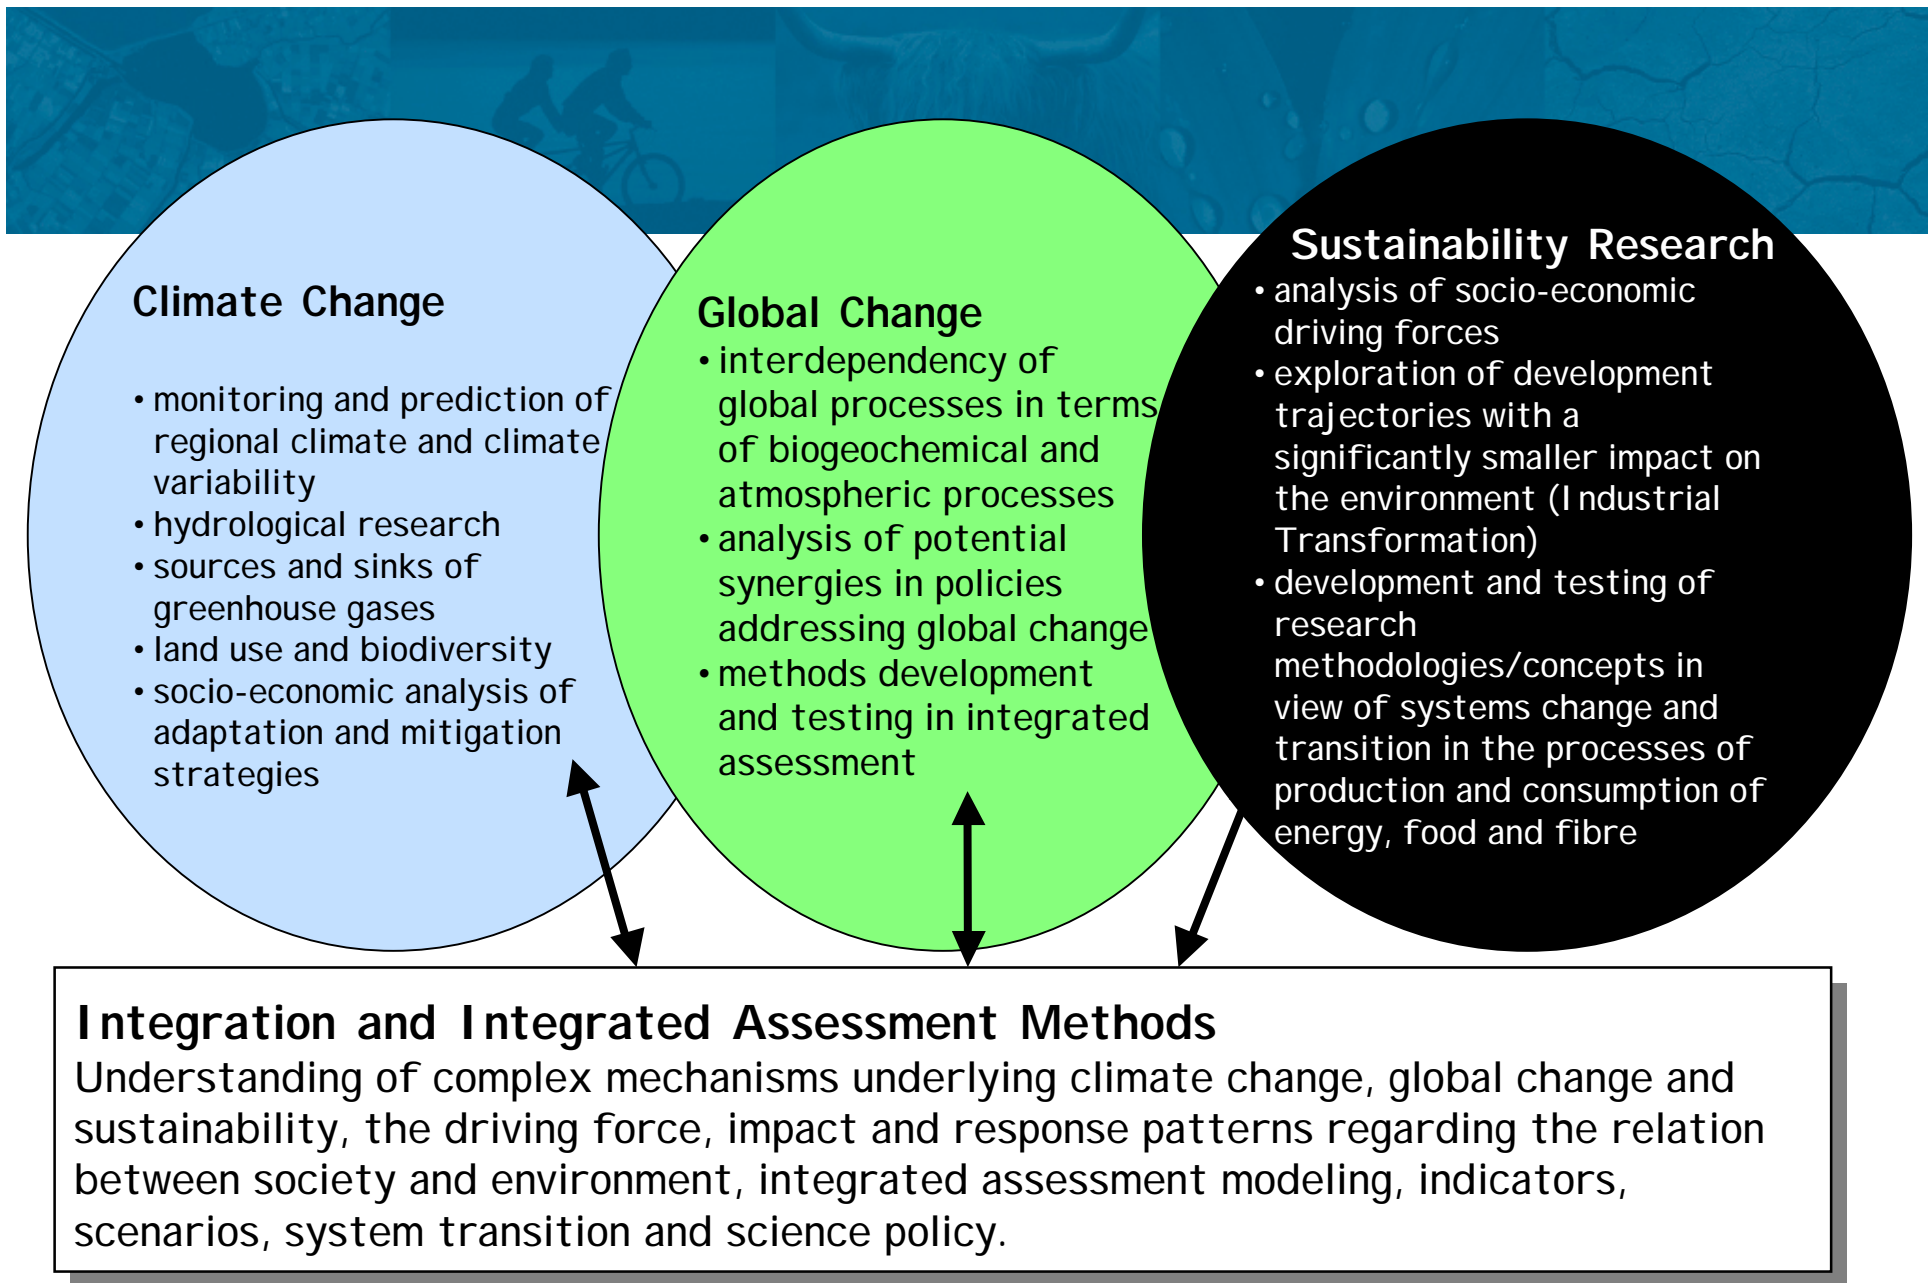 Climate Change
• monitoring and prediction of
regional climate and climate
variability
• hydrological research
• sources and sinks of
greenhouse gases
• land use and biodiversity
• socio-economic analysis of
adaptation and mitigation
strategies
Global Change
• interdependency of
global processes in terms
of biogeochemical and
atmospheric processes
• analysis of potential
synergies in policies
addressing global change
• methods development
and testing in integrated
assessment
Sustainability Research
• analysis of socio-economic
driving forces
• exploration of development
trajectories with a
significantly smaller impact on
the environment (Industrial
Transformation)
• development and testing of
research
methodologies/concepts in
view of systems change and
transition in the processes of
production and consumption of
energy, food and fibre
Integration and Integrated Assessment Methods
Understanding of complex mechanisms underlying climate change, global change and
sustainability, the driving force, impact and response patterns regarding the relation
between society and environment, integrated assessment modeling, indicators,
scenarios, system transition and science policy.